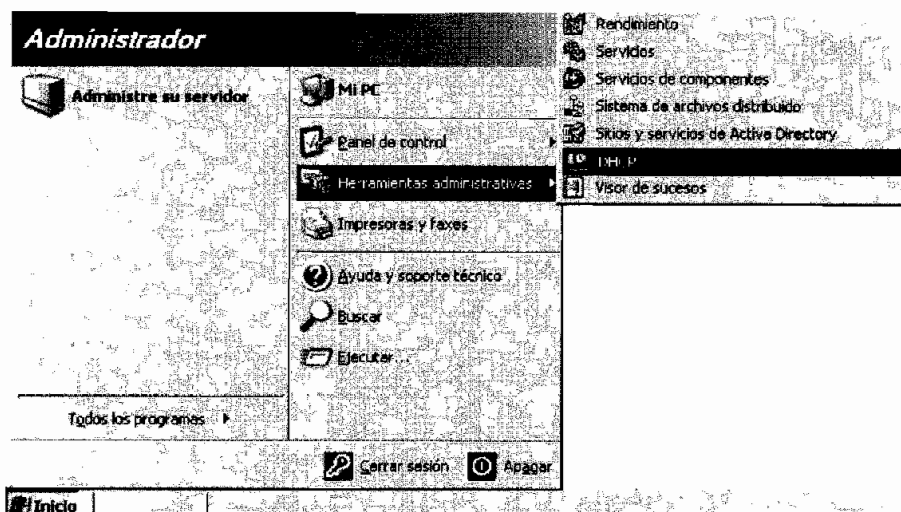 Administrador
Administre su servidor
Todos los programas
Mi PC
Panel de control
Herramientas administrativas
Impresoras y faxes
Ayuda y soporte técnico
Buscar
Ejecutar...
Rendimiento
Servicios
Servicios de componentes
Sistema de archivos distribuido
Sitios y servicios de Active Directory
DHCP
Visor de sucesos
Cerrar sesión
Apagar
Inicio